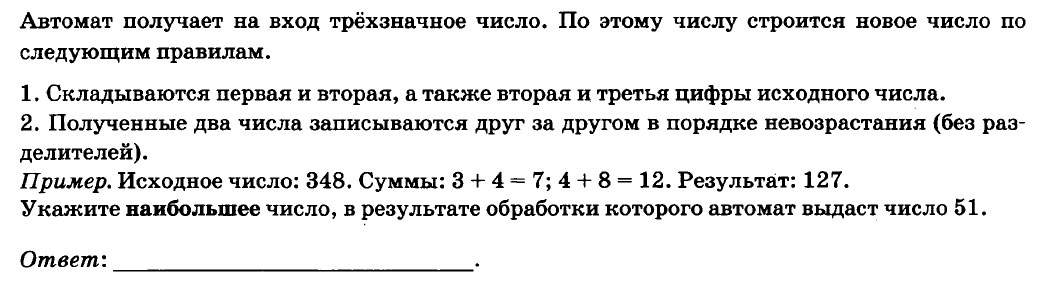 Автомат получает на вход трёхзначное число. По этому числу строится новое число по
следующим правилам.
1. Складываются первая и вторая, а также вторая и третья цифры исходного числа.
2. Полученные два числа записываются друг за другом в порядке невозрастания (без раз-
делителей).
Пример. Исходное число: 348. Суммы: 3 + 4 = 7; 4 + 8 = 12. Результат: 127.
Укажите наибольшее число, в результате обработки которого автомат выдаст число 51.
Ответ: ______________________________.